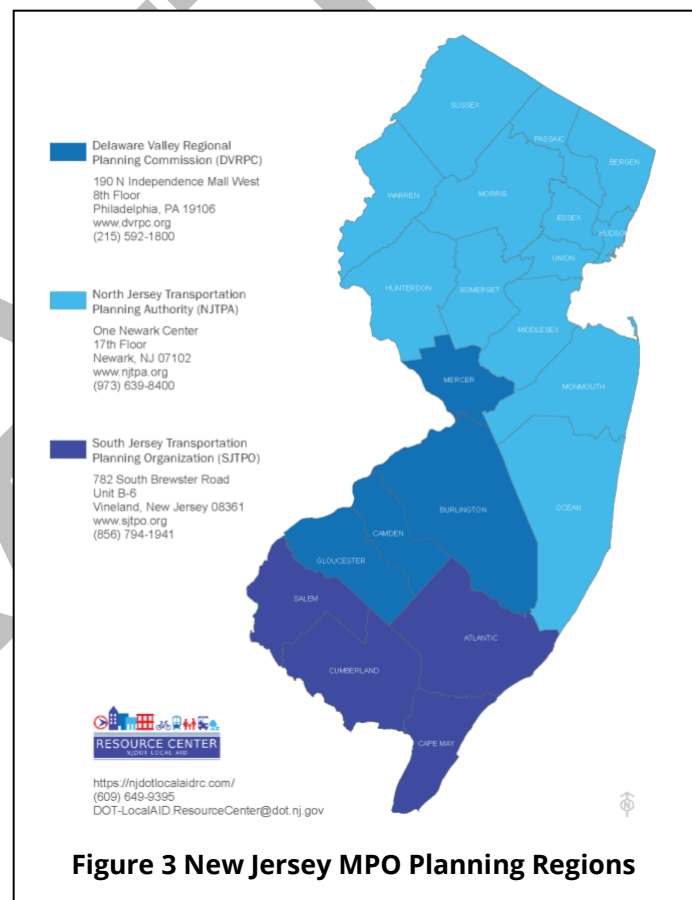 Delaware Valley Regional
Planning Commission (DVRPC)
190 N Independence Mall West
8th Floor
Philadelphia, PA 19106
www.dvrpc.org
(215) 592-1800
North Jersey Transportation
Planning Authority (NJTPA)
One Newark Center
17th Floor
Newark, NJ 07102
www.njtpa.org
(973) 639-8400
South Jersey Transportation
Planning Organization (SJTPO)
782 South Brewster Road
Unit B-6
Vineland, New Jersey 08361
www.sjtpo.org
(856) 794-1941
SUSSEX
PASSAIC
BERGEN
WARREN
MORRIS
ESSEX
HUDSON
UNION
HUNTERDON
SOMERSET
MIDDLESEX
MERCER
MONMOUTH
OCEAN
BURLINGTON
CAMDEN
GLOUCESTER
SALEM
ATLANTIC
CUMBERLAND
CAPE MAY
RESOURCE CENTER
NJDOT LOCAL AID
https://njdotlocalaidrc.com/
(609) 649-9395
DOT-LocalAID.ResourceCenter@dot.nj.gov
N
Figure 3 New Jersey MPO Planning Regions